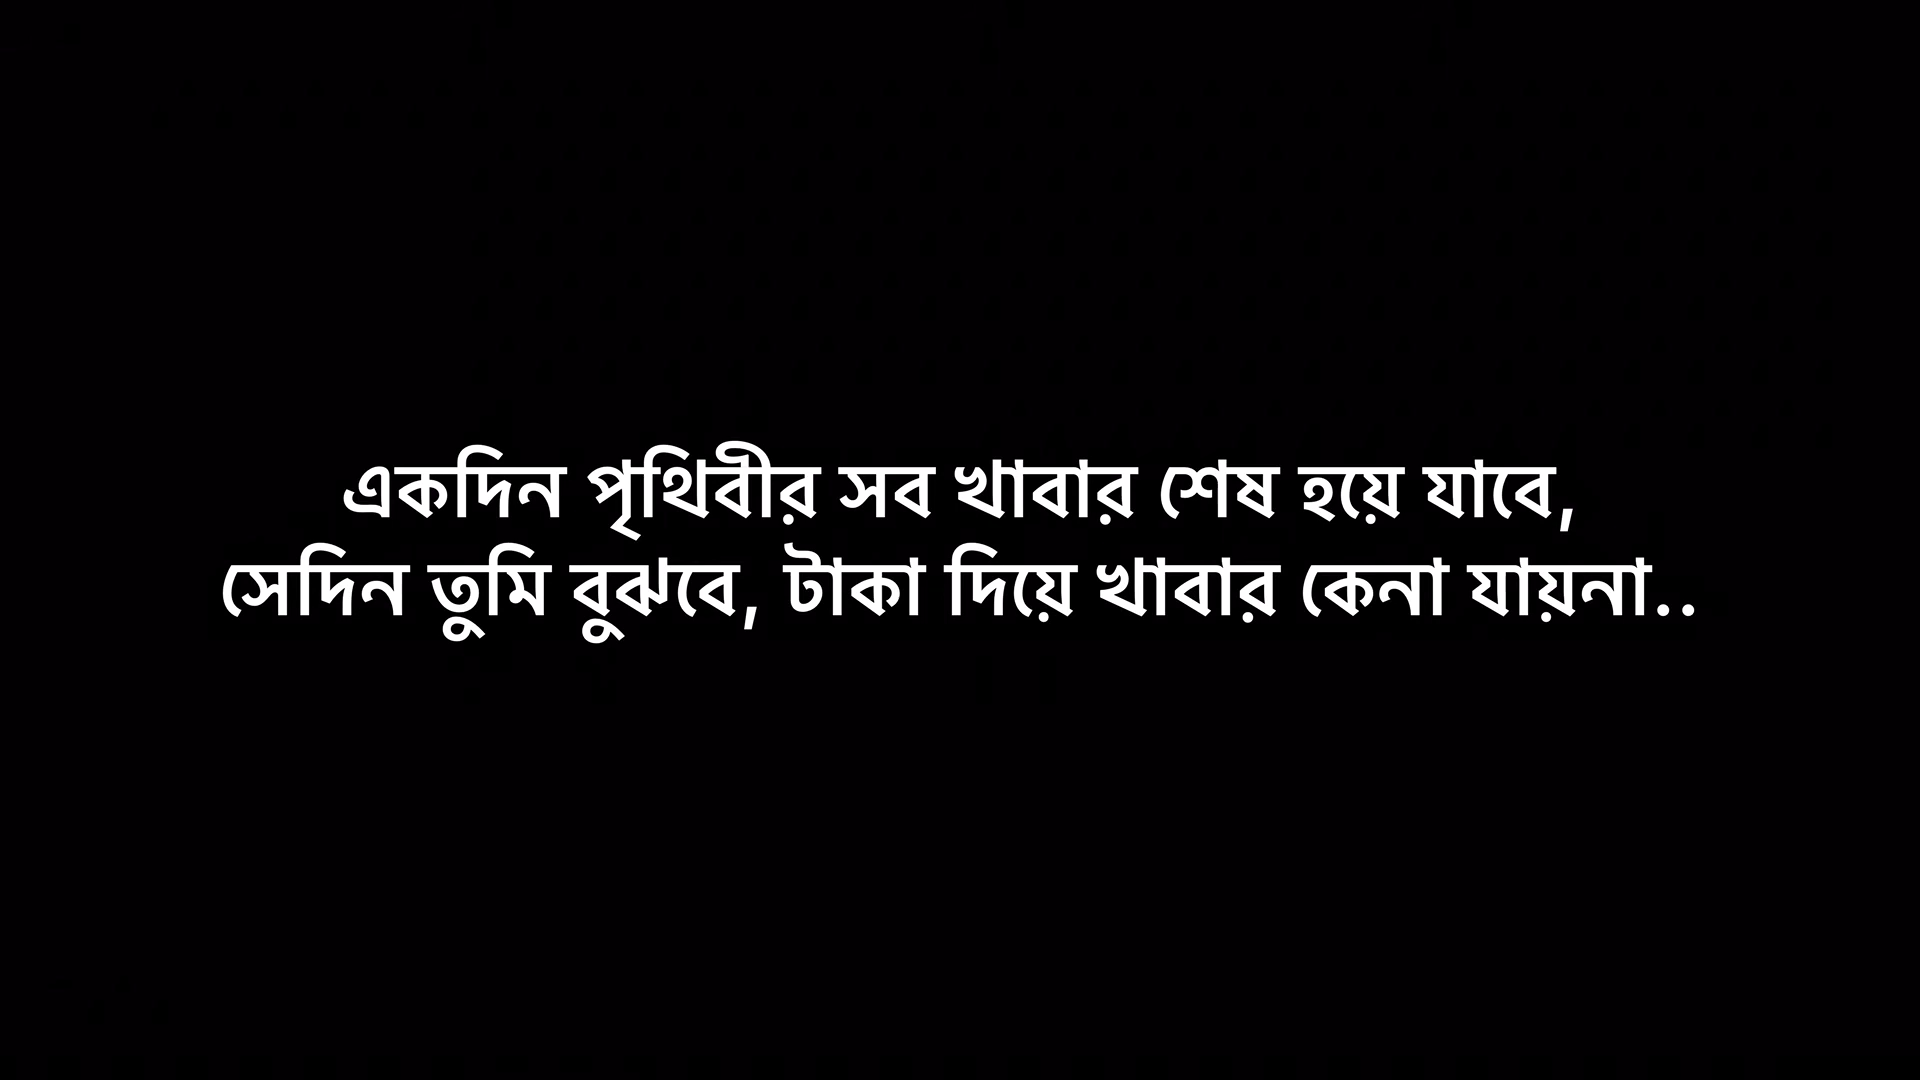 একদিন পৃথিবীর সব খাবার শেষ হয়ে যাবে,
সেদিন তুমি বুঝবে, টাকা দিয়ে খাবার কেনা যায়না..